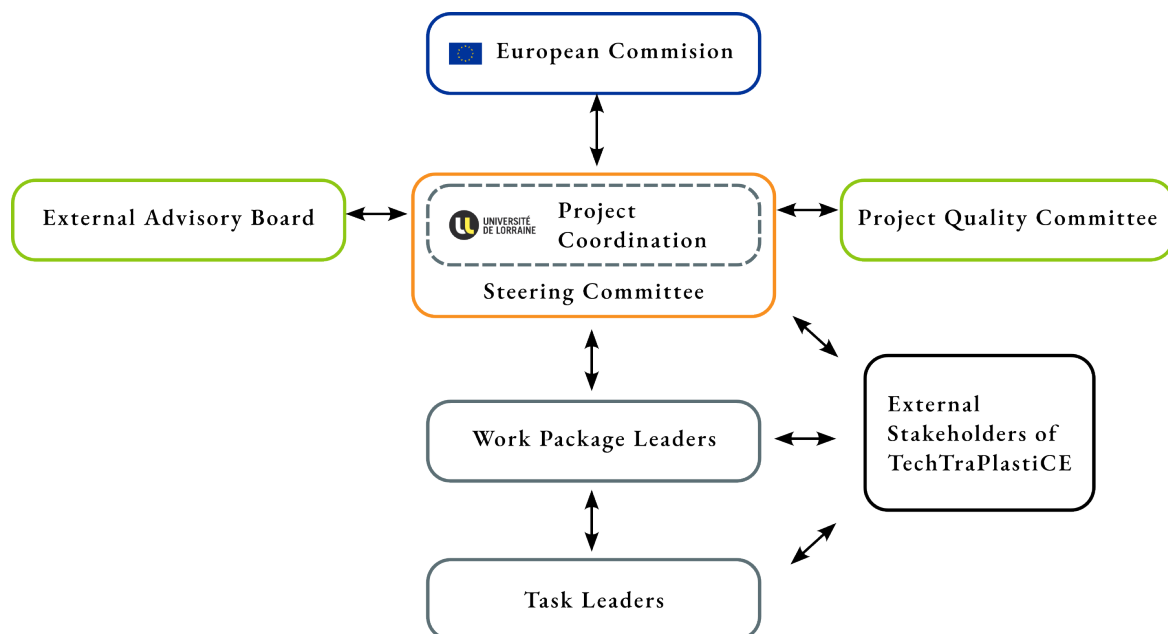 European Commision
External Advisory Board
UNIVERSITÉ
DE LORRAINE
Project
Coordination
Steering Committee
Project Quality Committee
Work Package Leaders
External
Stakeholders of
TechTraPlastiCE
Task Leaders